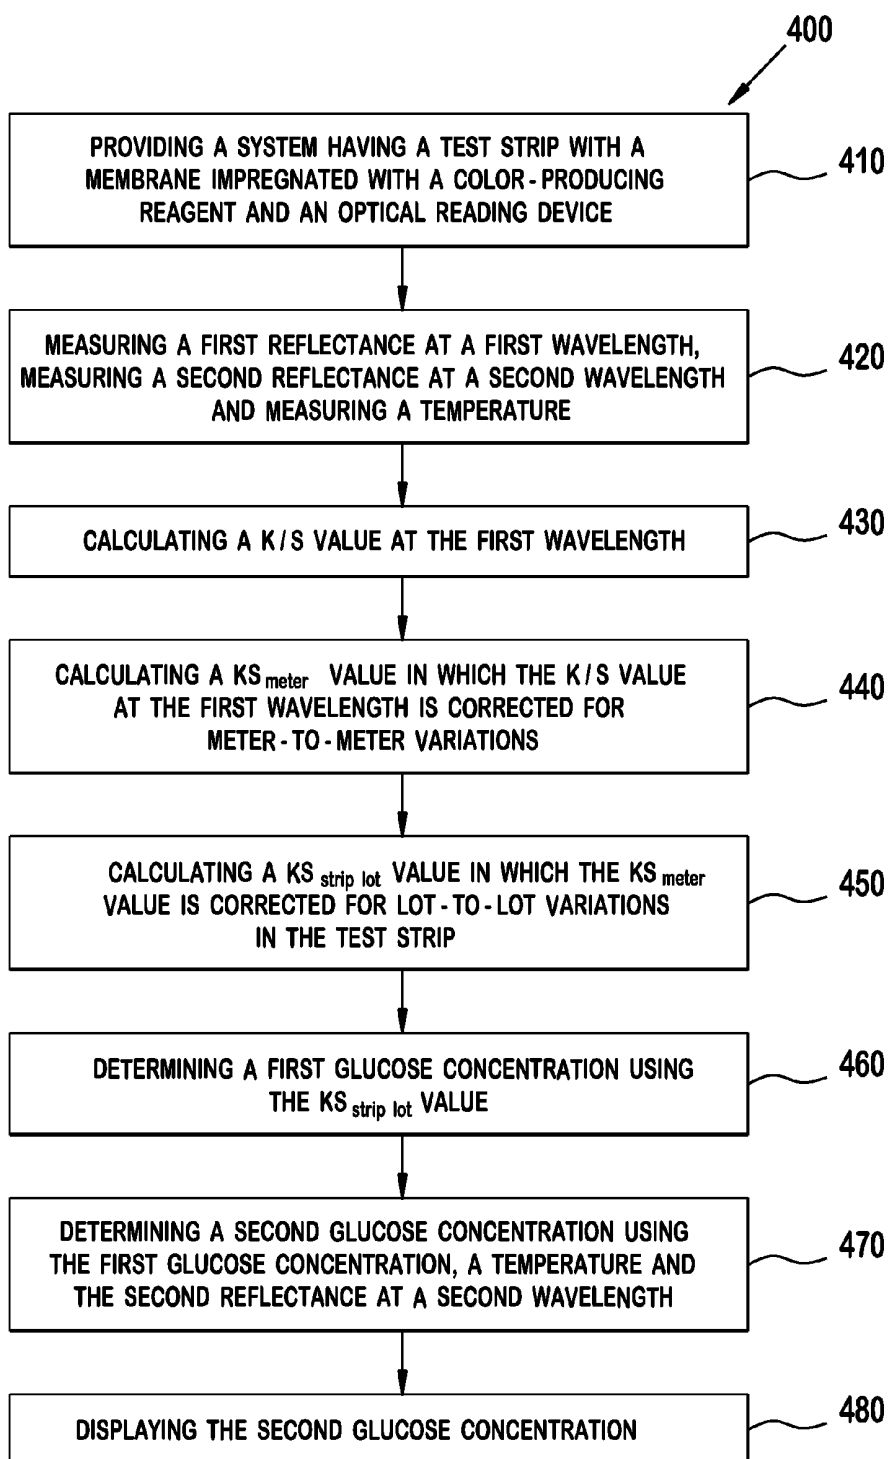 400
PROVIDING A SYSTEM HAVING A TEST STRIP WITH A
MEMBRANE IMPREGNATED WITH A COLOR-PRODUCING
REAGENT AND AN OPTICAL READING DEVICE
410
MEASURING A FIRST REFLECTANCE AT A FIRST WAVELENGTH,
MEASURING A SECOND REFLECTANCE AT A SECOND WAVELENGTH
AND MEASURING A TEMPERATURE
420
CALCULATING A K/S VALUE AT THE FIRST WAVELENGTH
430
CALCULATING A KS meter VALUE IN WHICH THE K/S VALUE
AT THE FIRST WAVELENGTH IS CORRECTED FOR
METER-TO-METER VARIATIONS
440
CALCULATING A KS strip lot VALUE IN WHICH THE KS meter
VALUE IS CORRECTED FOR LOT-TO-LOT VARIATIONS
IN THE TEST STRIP
450
DETERMINING A FIRST GLUCOSE CONCENTRATION USING
THE KS strip lot VALUE
460
DETERMINING A SECOND GLUCOSE CONCENTRATION USING
THE FIRST GLUCOSE CONCENTRATION, A TEMPERATURE AND
THE SECOND REFLECTANCE AT A SECOND WAVELENGTH
470
DISPLAYING THE SECOND GLUCOSE CONCENTRATION
480